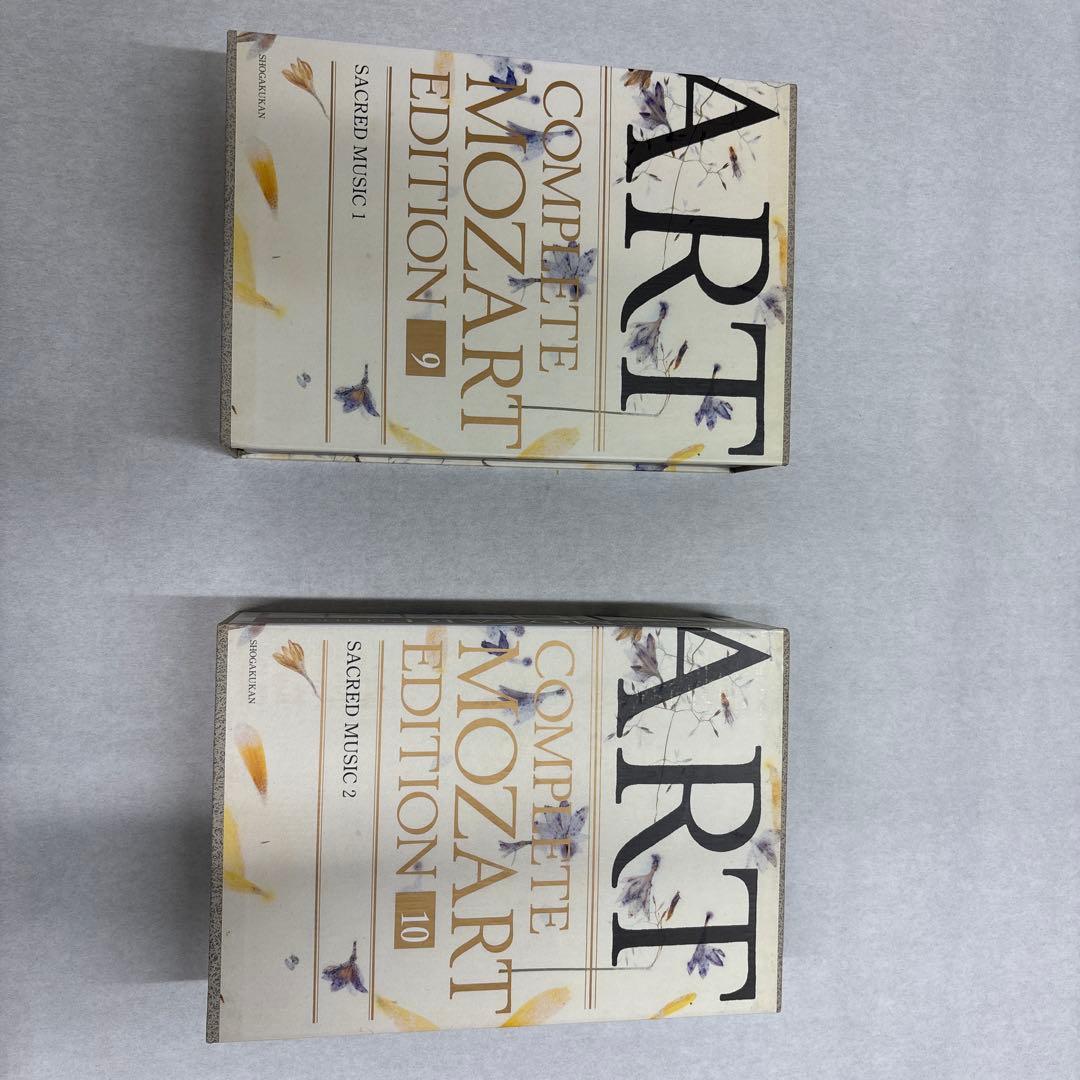 ART
COMPLETE
MOZART
EDITION 9
SACRED MUSIC 1
SHOGAKUKAN
ART
COMPLETE
MOZART
EDITION 10
SACRED MUSIC 2
SHOGAKUKAN